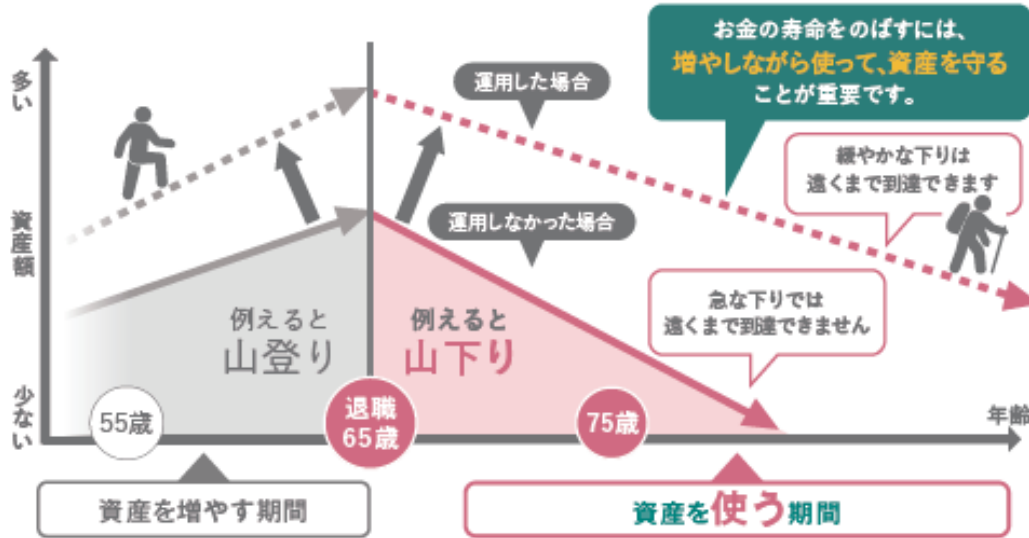 お金の寿命をのばすには、
増やしながら使って、資産を守る
ことが重要です。
多い
資産額
少ない
運用した場合
緩やかな下りは
遠くまで到達できます
運用しなかった場合
急な下りでは
遠くまで到達できません
例えると
山登り
例えると
山下り
55歳
退職
65歳
75歳
年齢
資産を増やす期間
資産を使う期間